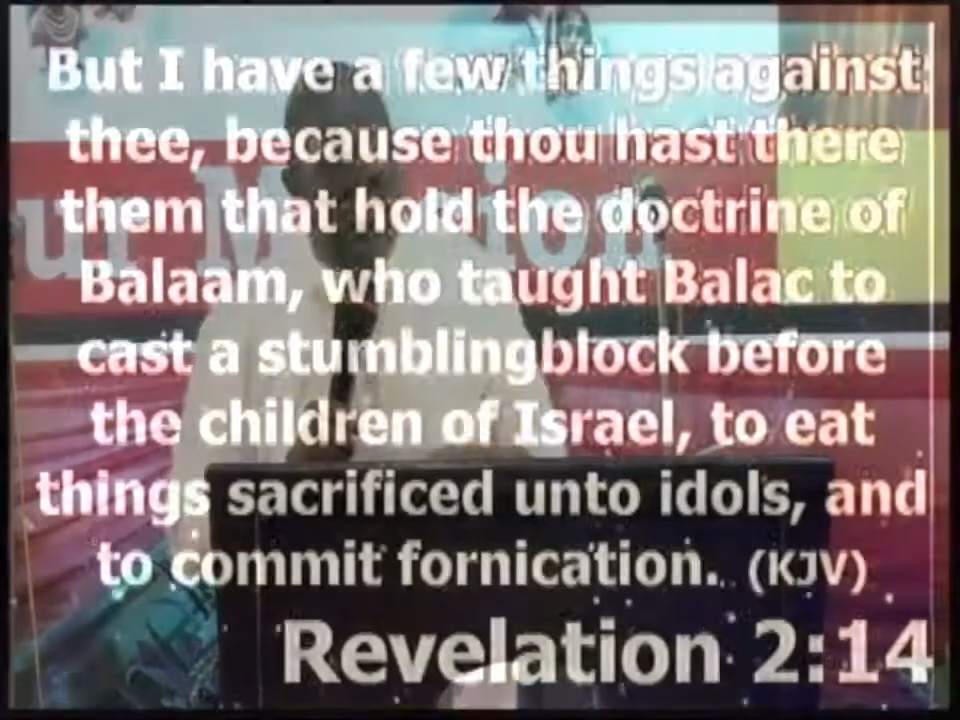 But I have a few things against
thee, because thou hast there
them that hold the doctrine of
Balaam, who taught Balac to
cast a stumblingblock before
the children of Israel, to eat
things sacrificed unto idols, and
to commit fornication. (KJV)
Revelation 2:14